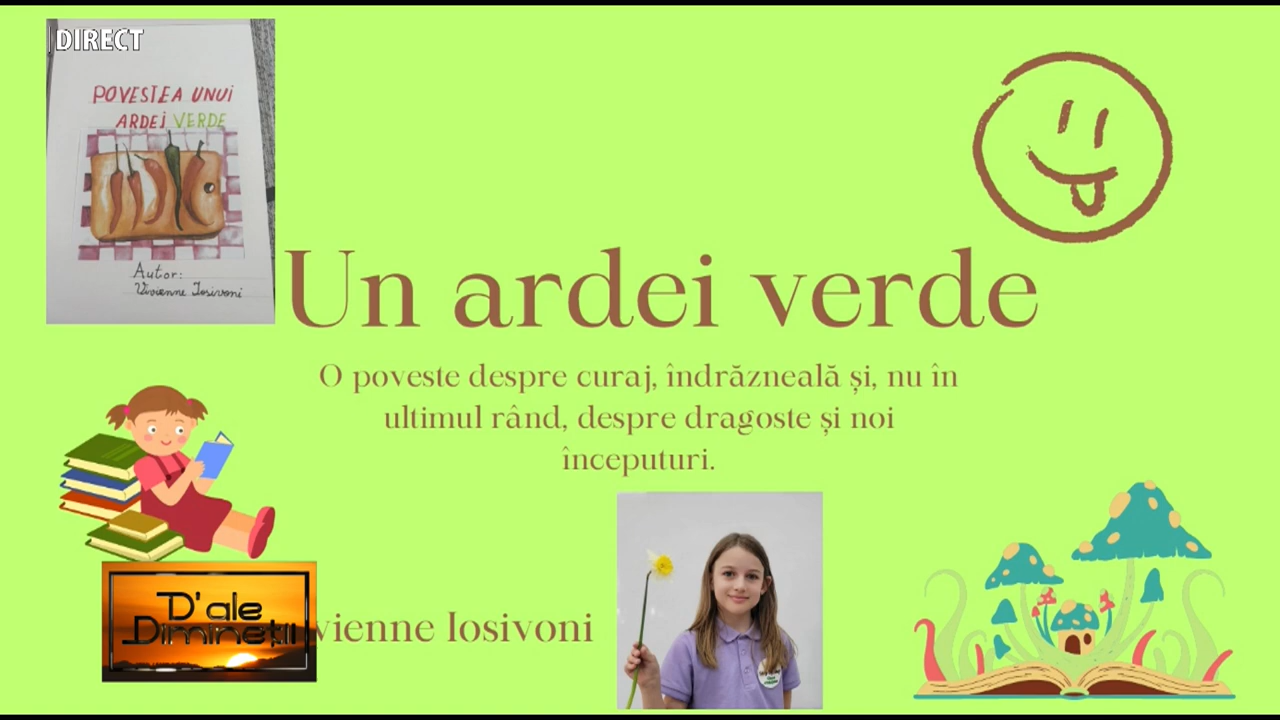 DIRECT
POVESTEA UNUI
ARDEI VERDE
Autor:
Vivienne Iosivoni
Un ardei verde
O poveste despre curaj, îndrăzneală și, nu în
ultimul rând, despre dragoste și noi
începuturi.
D'ale
Dimineții
vienne Iosivoni